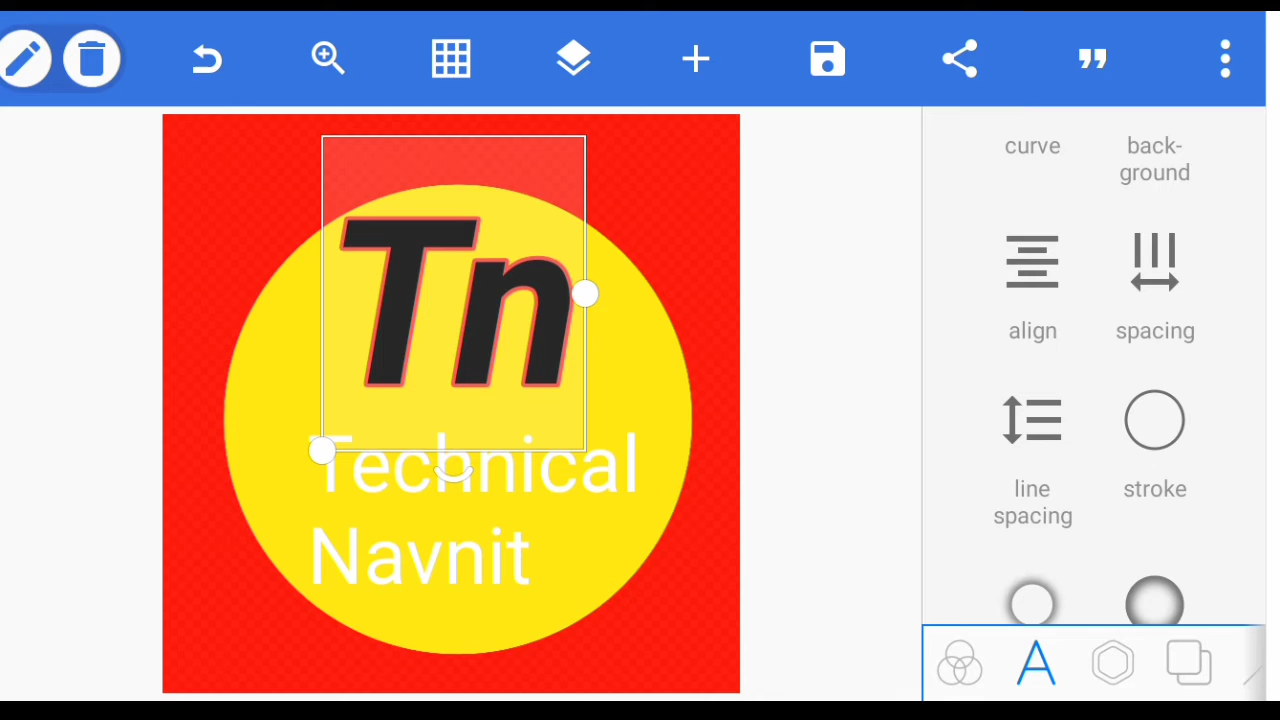 Tn
Technical
Navnit
curve
back-
ground
align
spacing
line
spacing
stroke